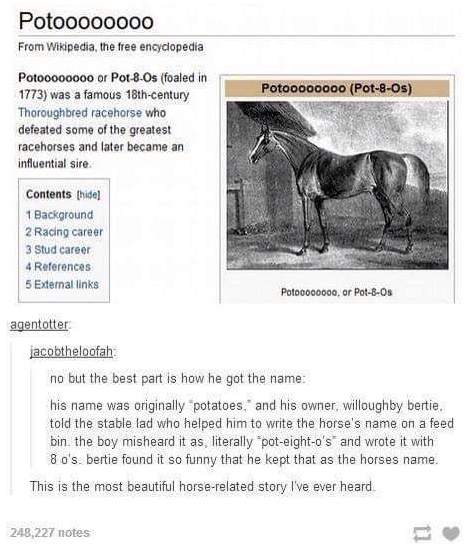 Potoooooooo
From Wikipedia, the free encyclopedia
Potoooooooo or Pot-8-Os (foaled in
1773) was a famous 18th-century
Thoroughbred racehorse who
defeated some of the greatest
racehorses and later became an
influential sire.
Contents [hide]
1 Background
2 Racing career
3 Stud career
4 References
5 External links
Potoooooooo (Pot-8-Os)
Potoooooooo, or Pot-8-Os
agentotter:
jacobtheloofah:
no but the best part is how he got the name:
his name was originally "potatoes," and his owner, willoughby bertie,
told the stable lad who helped him to write the horse's name on a feed
bin. the boy misheard it as, literally "pot-eight-o's" and wrote it with
8 o's. bertie found it so funny that he kept that as the horses name.
This is the most beautiful horse-related story I've ever heard.
248,227 notes